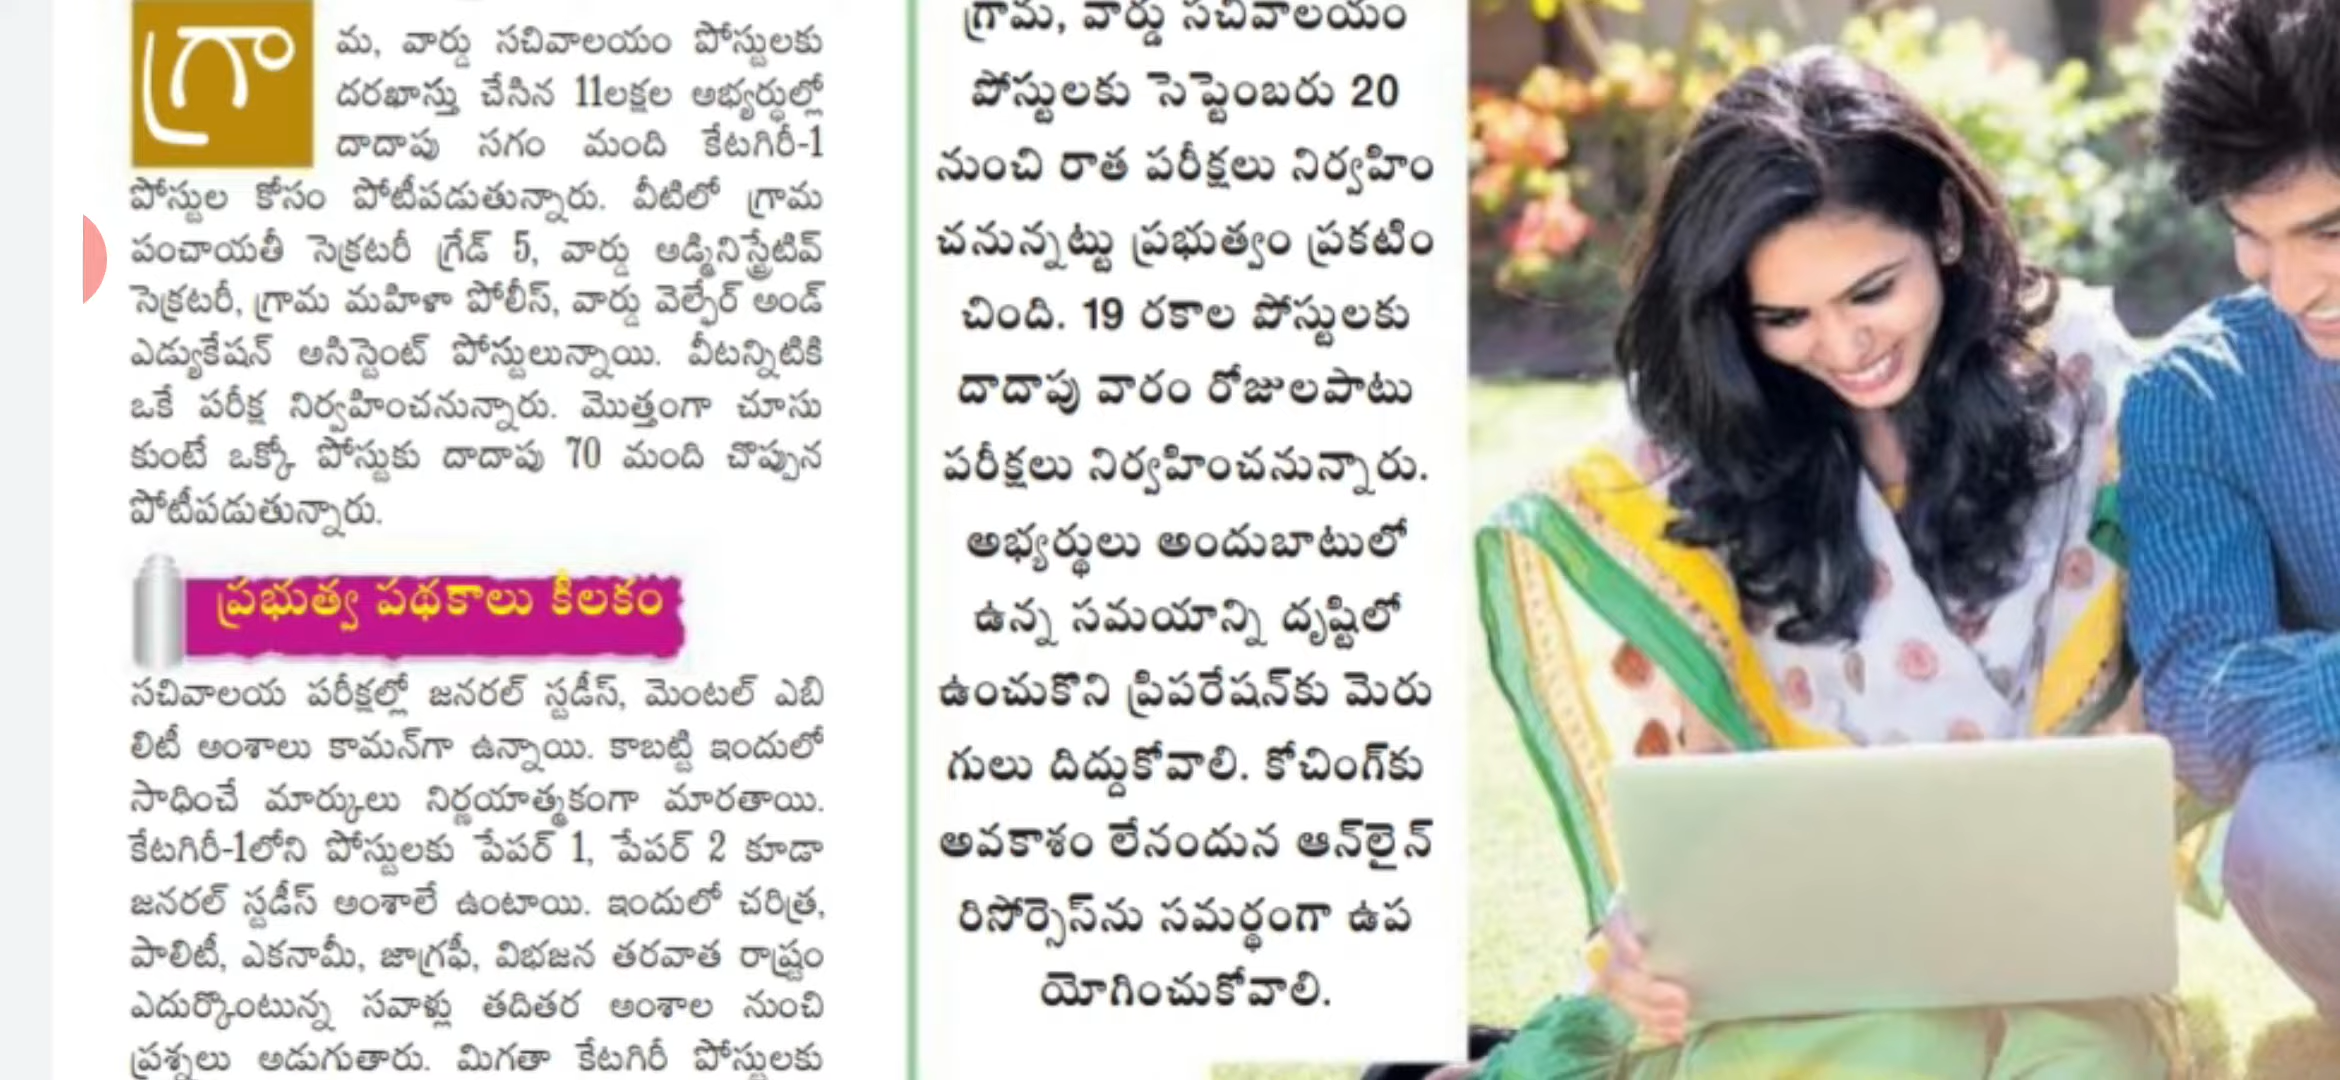 గ్రామ, వార్డు సచివాలయం పోస్టులకు
దరఖాస్తు చేసిన 11లక్షల అభ్యర్థుల్లో
దాదాపు సగం మంది కేటగిరీ-1
పోస్టుల కోసం పోటీపడుతున్నారు. వీటిలో గ్రామ
పంచాయతీ సెక్రటరీ గ్రేడ్ 5, వార్డు అడ్మినిస్ట్రేటివ్
సెక్రటరీ, గ్రామ మహిళా పోలీస్, వార్డు వెల్ఫేర్ అండ్
ఎడ్యుకేషన్ అసిస్టెంట్ పోస్టులున్నాయి. వీటన్నిటికి
ఒకే పరీక్ష నిర్వహించనున్నారు. మొత్తంగా చూసు
కుంటే ఒక్కో పోస్టుకు దాదాపు 70 మంది చొప్పున
పోటీపడుతున్నారు.
ప్రభుత్వ పథకాలు కీలకం
సచివాలయ పరీక్షల్లో జనరల్ స్టడీస్, మెంటల్ ఎబి
లిటీ అంశాలు కామన్‌గా ఉన్నాయి. కాబట్టి ఇందులో
సాధించే మార్కులు నిర్ణయాత్మకంగా మారతాయి.
కేటగిరీ-1లోని పోస్టులకు పేపర్ 1, పేపర్ 2 కూడా
జనరల్ స్టడీస్ అంశాలే ఉంటాయి. ఇందులో చరిత్ర,
పాలిటీ, ఎకనామీ, జాగ్రఫీ, విభజన తరవాత రాష్ట్రం
ఎదుర్కొంటున్న సవాళ్లు తదితర అంశాల నుంచి
ప్రశ్నలు అడుగుతారు. మిగతా కేటగిరీ పోస్టులకు
గ్రామ, వార్డు సచివాలయం
పోస్టులకు సెప్టెంబరు 20
నుంచి రాత పరీక్షలు నిర్వహిం
చనున్నట్టు ప్రభుత్వం ప్రకటిం
చింది. 19 రకాల పోస్టులకు
దాదాపు వారం రోజులపాటు
పరీక్షలు నిర్వహించనున్నారు.
అభ్యర్థులు అందుబాటులో
ఉన్న సమయాన్ని దృష్టిలో
ఉంచుకొని ప్రిపరేషన్‌కు మెరు
గులు దిద్దుకోవాలి. కోచింగ్‌కు
అవకాశం లేనందున ఆన్‌లైన్
రిసోర్సెస్‌ను సమర్థంగా ఉప
యోగించుకోవాలి.